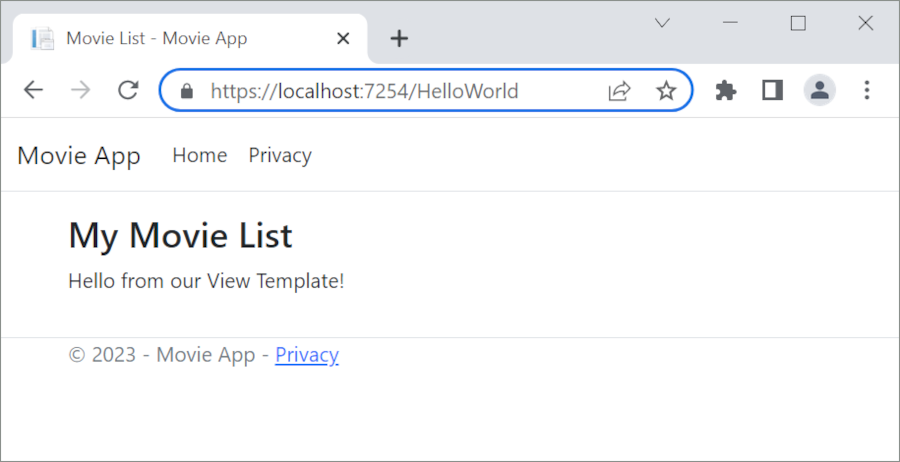 Movie List - Movie App
https://localhost:7254/HelloWorld
Movie App Home Privacy
My Movie List
Hello from our View Template!
© 2023 - Movie App - Privacy